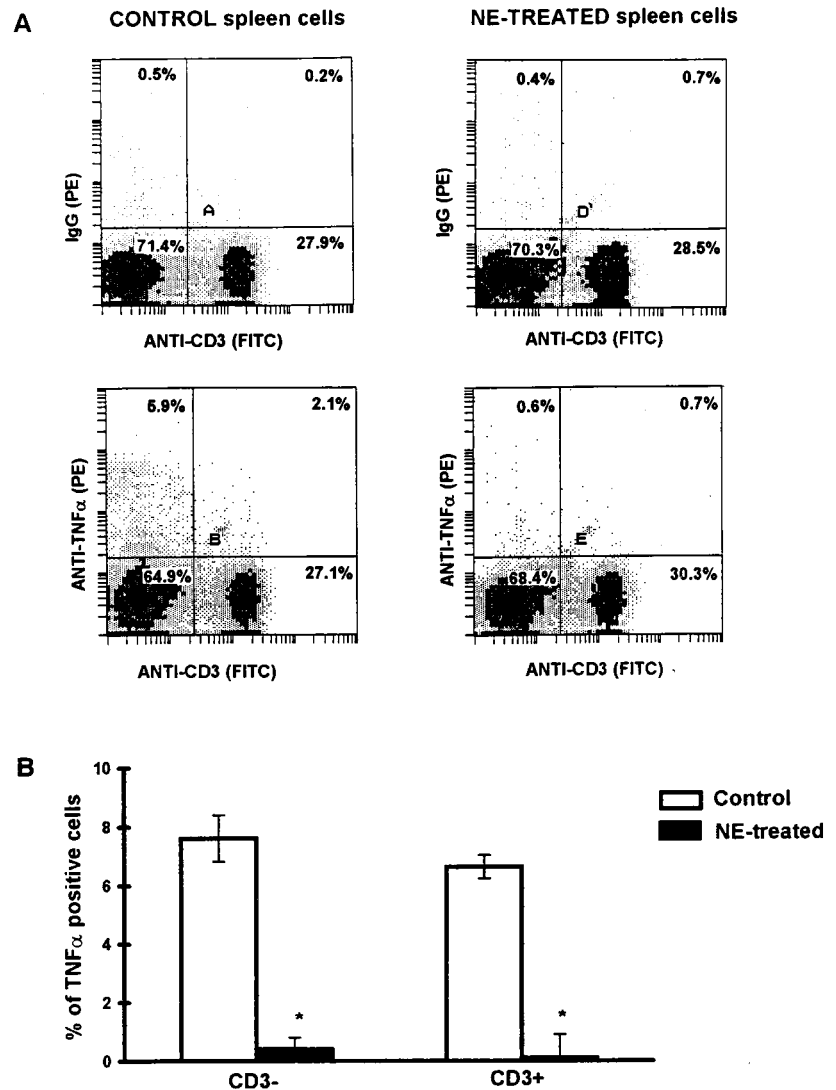 A
CONTROL spleen cells
NE-TREATED spleen cells
0.5%
0.2%
A
71.4%
27.9%
IgG (PE)
ANTI-CD3 (FITC)
0.4%
0.7%
D
70.3%
28.5%
IgG (PE)
ANTI-CD3 (FITC)
5.9%
2.1%
B
64.9%
27.1%
ANTI-TNFα (PE)
ANTI-CD3 (FITC)
0.6%
0.7%
E
68.4%
30.3%
ANTI-TNFα (PE)
ANTI-CD3 (FITC)
B
% of TNFα positive cells
10
8
6
4
2
0
*
*
CD3-
CD3+
Control
NE-treated